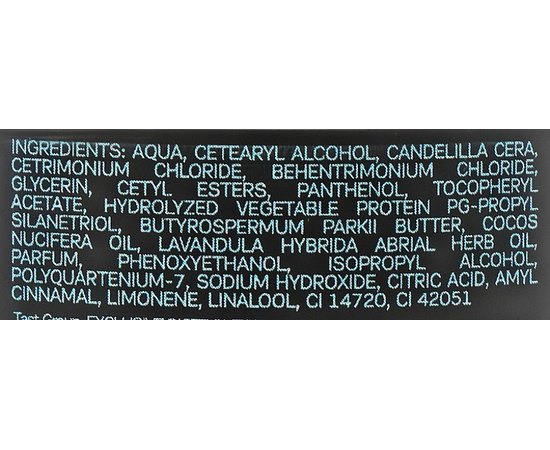 INGREDIENTS: AQUA, CETEARYL ALCOHOL, CANDELILLA CERA,
CETRIMONIUM CHLORIDE, BEHENTRIMONIUM CHLORIDE,
GLYCERIN, CETYL ESTERS, PANTHENOL, TOCOPHERYL
ACETATE, HYDROLYZED VEGETABLE PROTEIN PG-PROPYL
SILANETRIOL, BUTYROSPERMUM PARKII BUTTER, COCOS
NUCIFERA OIL, LAVANDULA HYBRIDA ABRIAL HERB OIL,
PARFUM, PHENOXYETHANOL, ISOPROPYL ALCOHOL,
POLYQUARTENIUM-7, SODIUM HYDROXIDE, CITRIC ACID, AMYL
CINNAMAL, LIMONENE, LINALOOL, CI 14720, CI 42051